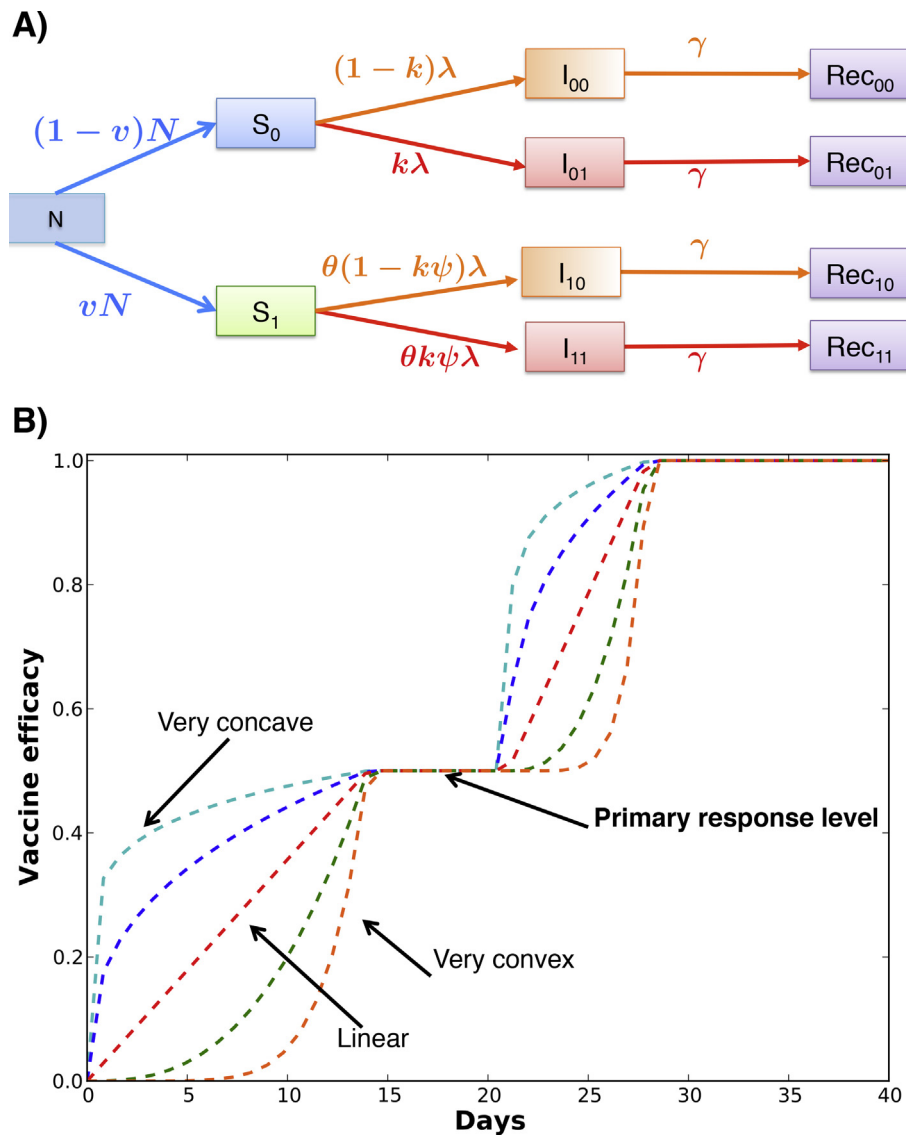 A)
(1 − k)λ
γ
I₀₀
Rec₀₀
(1 − v)N
S₀
kλ
I₀₁
γ
Rec₀₁
N
θ(1 − kψ)λ
γ
I₁₀
Rec₁₀
vN
S₁
θkψλ
I₁₁
γ
Rec₁₁
B)
1.0
0.8
0.6
0.4
0.2
0.0
Vaccine efficacy
Very concave
Primary response level
Very convex
Linear
0 5 10 15 20 25 30 35 40
Days